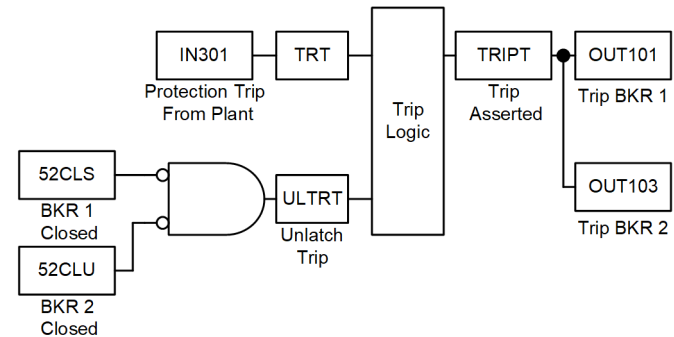 IN301
TRT
TRIPT
OUT101
Protection Trip
From Plant
Trip
Logic
Trip
Asserted
Trip BKR 1
52CLS
BKR 1
Closed
ULTRT
Unlatch
Trip
OUT103
Trip BKR 2
52CLU
BKR 2
Closed